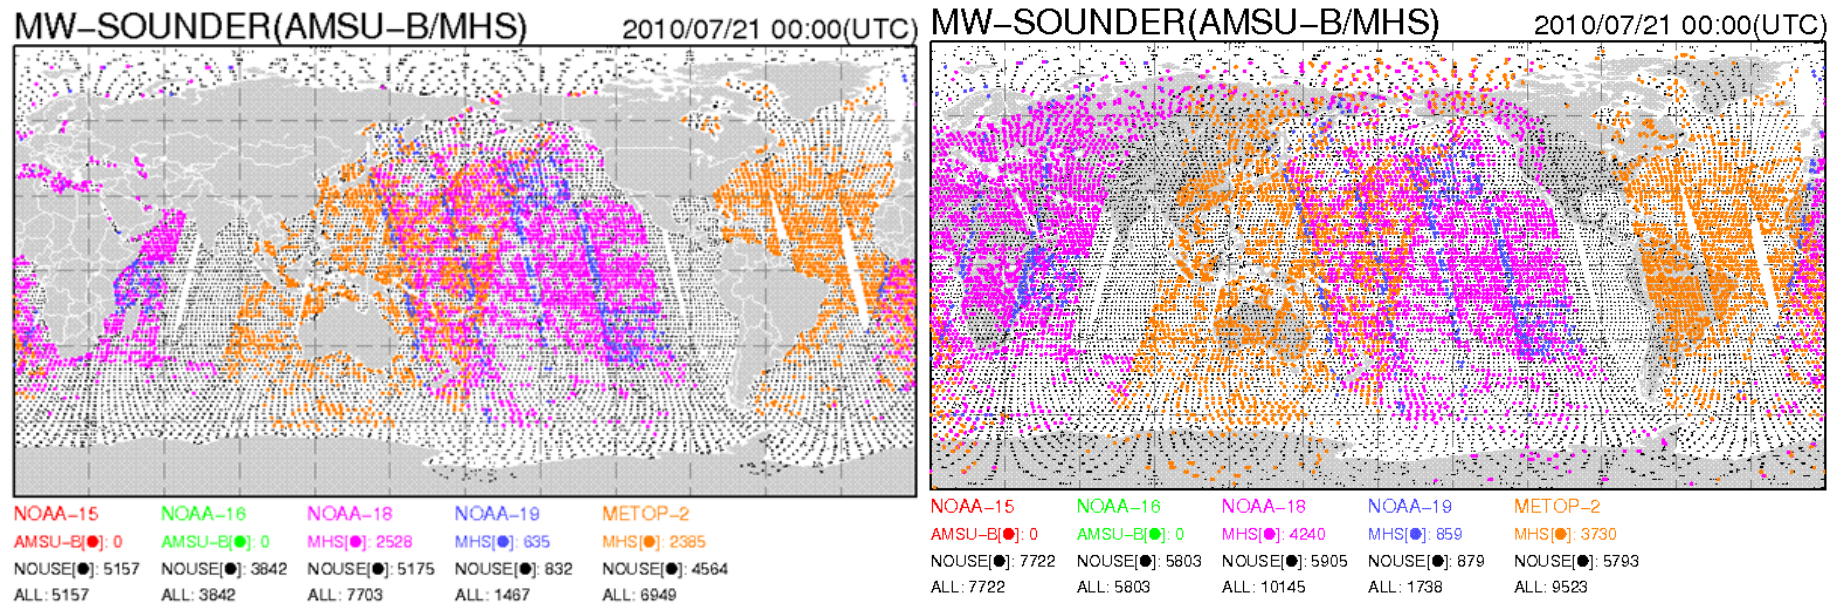 MW-SOUNDER(AMSU-B/MHS) 2010/07/21 00:00(UTC)
NOAA-15 NOAA-16 NOAA-18 NOAA-19 METOP-2
AMSU-B[●]: 0 AMSU-B[●]: 0 MHS[●]: 2528 MHS[●]: 635 MHS[●]: 2385
NOUSE[●]: 5157 NOUSE[●]: 3842 NOUSE[●]: 5175 NOUSE[●]: 832 NOUSE[●]: 4564
ALL: 5157 ALL: 3842 ALL: 7703 ALL: 1467 ALL: 6949
MW-SOUNDER(AMSU-B/MHS) 2010/07/21 00:00(UTC)
NOAA-15 NOAA-16 NOAA-18 NOAA-19 METOP-2
AMSU-B[●]: 0 AMSU-B[●]: 0 MHS[●]: 4240 MHS[●]: 859 MHS[●]: 3730
NOUSE[●]: 7722 NOUSE[●]: 5803 NOUSE[●]: 5905 NOUSE[●]: 879 NOUSE[●]: 5793
ALL: 7722 ALL: 5803 ALL: 10145 ALL: 1738 ALL: 9523